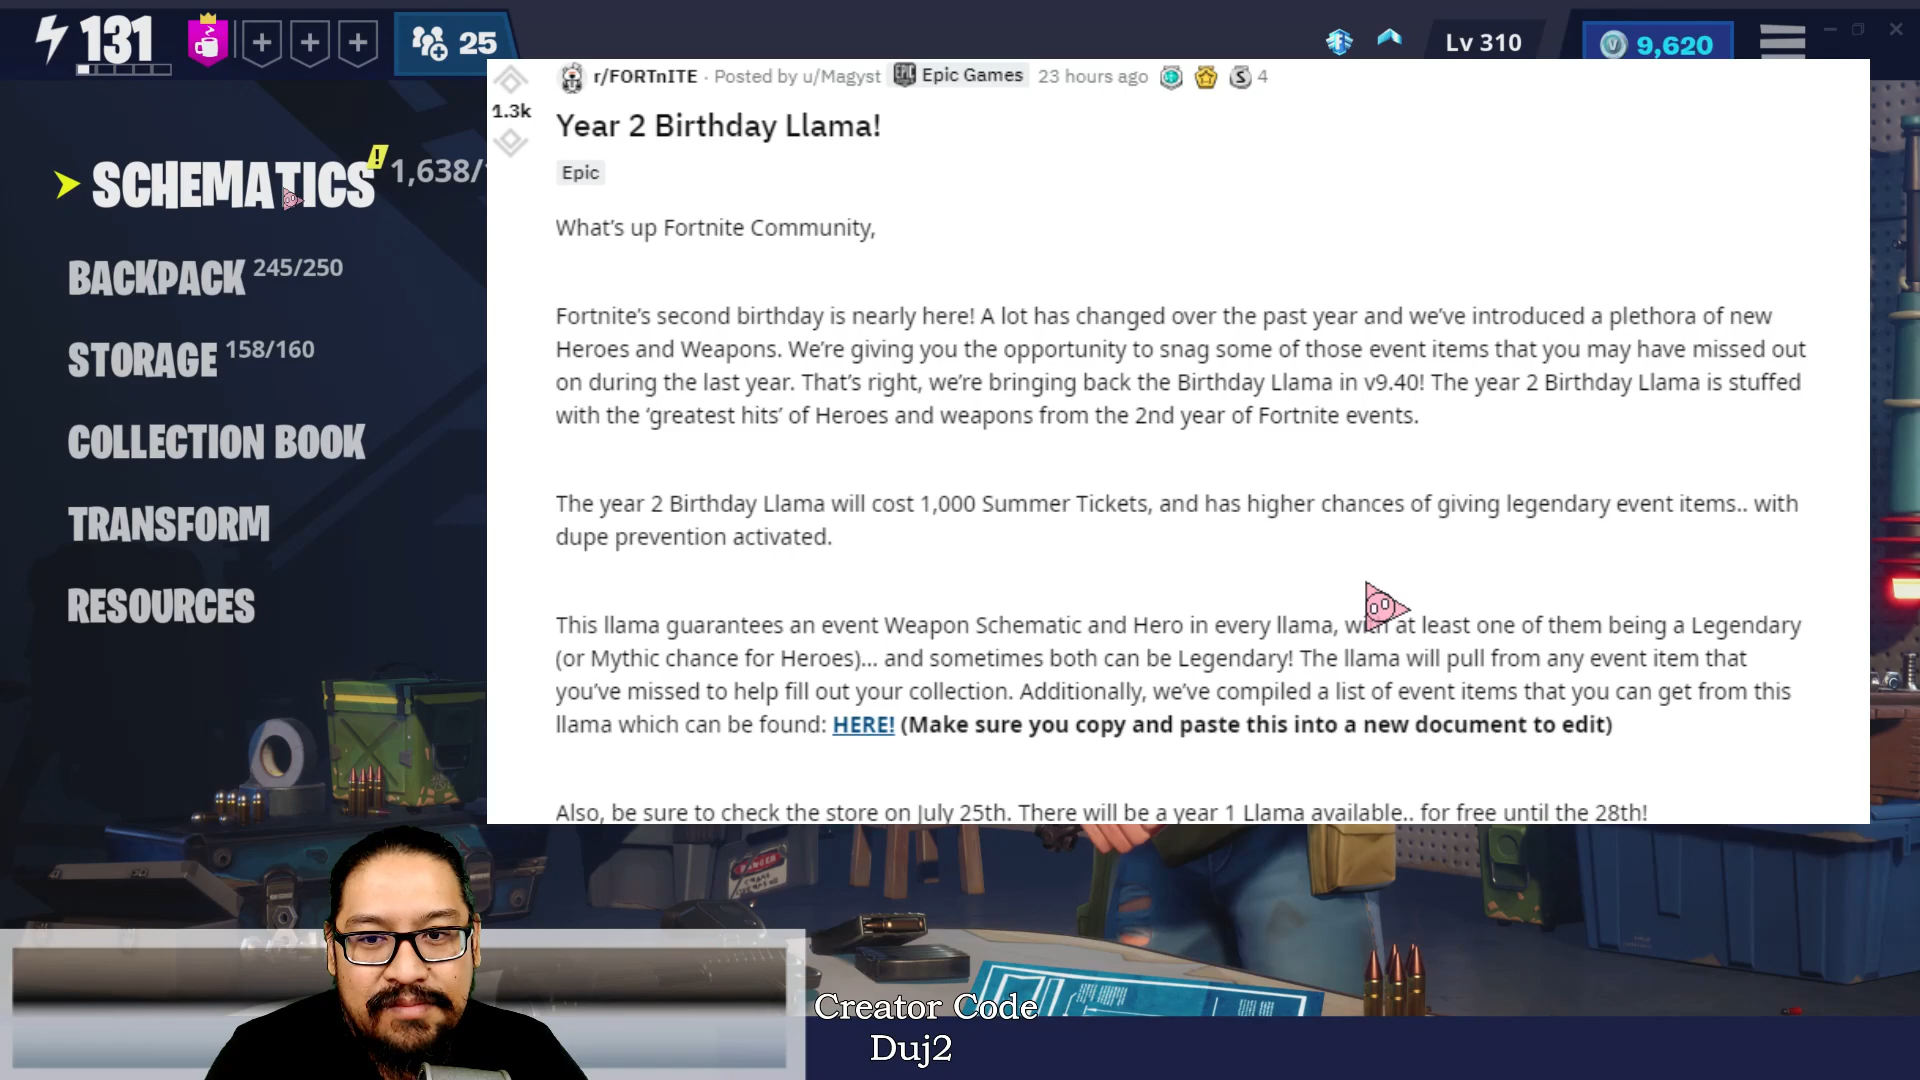 131
25
Lv 310
9,620
SCHEMATICS 1,638/
BACKPACK 245/250
STORAGE 158/160
COLLECTION BOOK
TRANSFORM
RESOURCES
r/FORTnITE · Posted by u/Magyst EPIC Epic Games 23 hours ago S 4
1.3k
Year 2 Birthday Llama!
Epic
What's up Fortnite Community,
Fortnite's second birthday is nearly here! A lot has changed over the past year and we've introduced a plethora of new
Heroes and Weapons. We're giving you the opportunity to snag some of those event items that you may have missed out
on during the last year. That's right, we're bringing back the Birthday Llama in v9.40! The year 2 Birthday Llama is stuffed
with the 'greatest hits' of Heroes and weapons from the 2nd year of Fortnite events.
The year 2 Birthday Llama will cost 1,000 Summer Tickets, and has higher chances of giving legendary event items.. with
dupe prevention activated.
This llama guarantees an event Weapon Schematic and Hero in every llama, with at least one of them being a Legendary
(or Mythic chance for Heroes)... and sometimes both can be Legendary! The llama will pull from any event item that
you've missed to help fill out your collection. Additionally, we've compiled a list of event items that you can get from this
llama which can be found: HERE! (Make sure you copy and paste this into a new document to edit)
Also, be sure to check the store on July 25th. There will be a year 1 Llama available.. for free until the 28th!
DANGER
Creator Code
Duj2